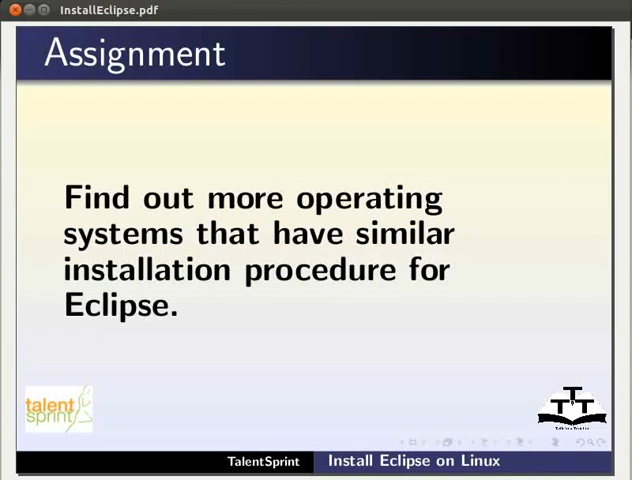 InstallEclipse.pdf
Assignment
Find out more operating
systems that have similar
installation procedure for
Eclipse.
talent
sprint
TalentSprint
Install Eclipse on Linux